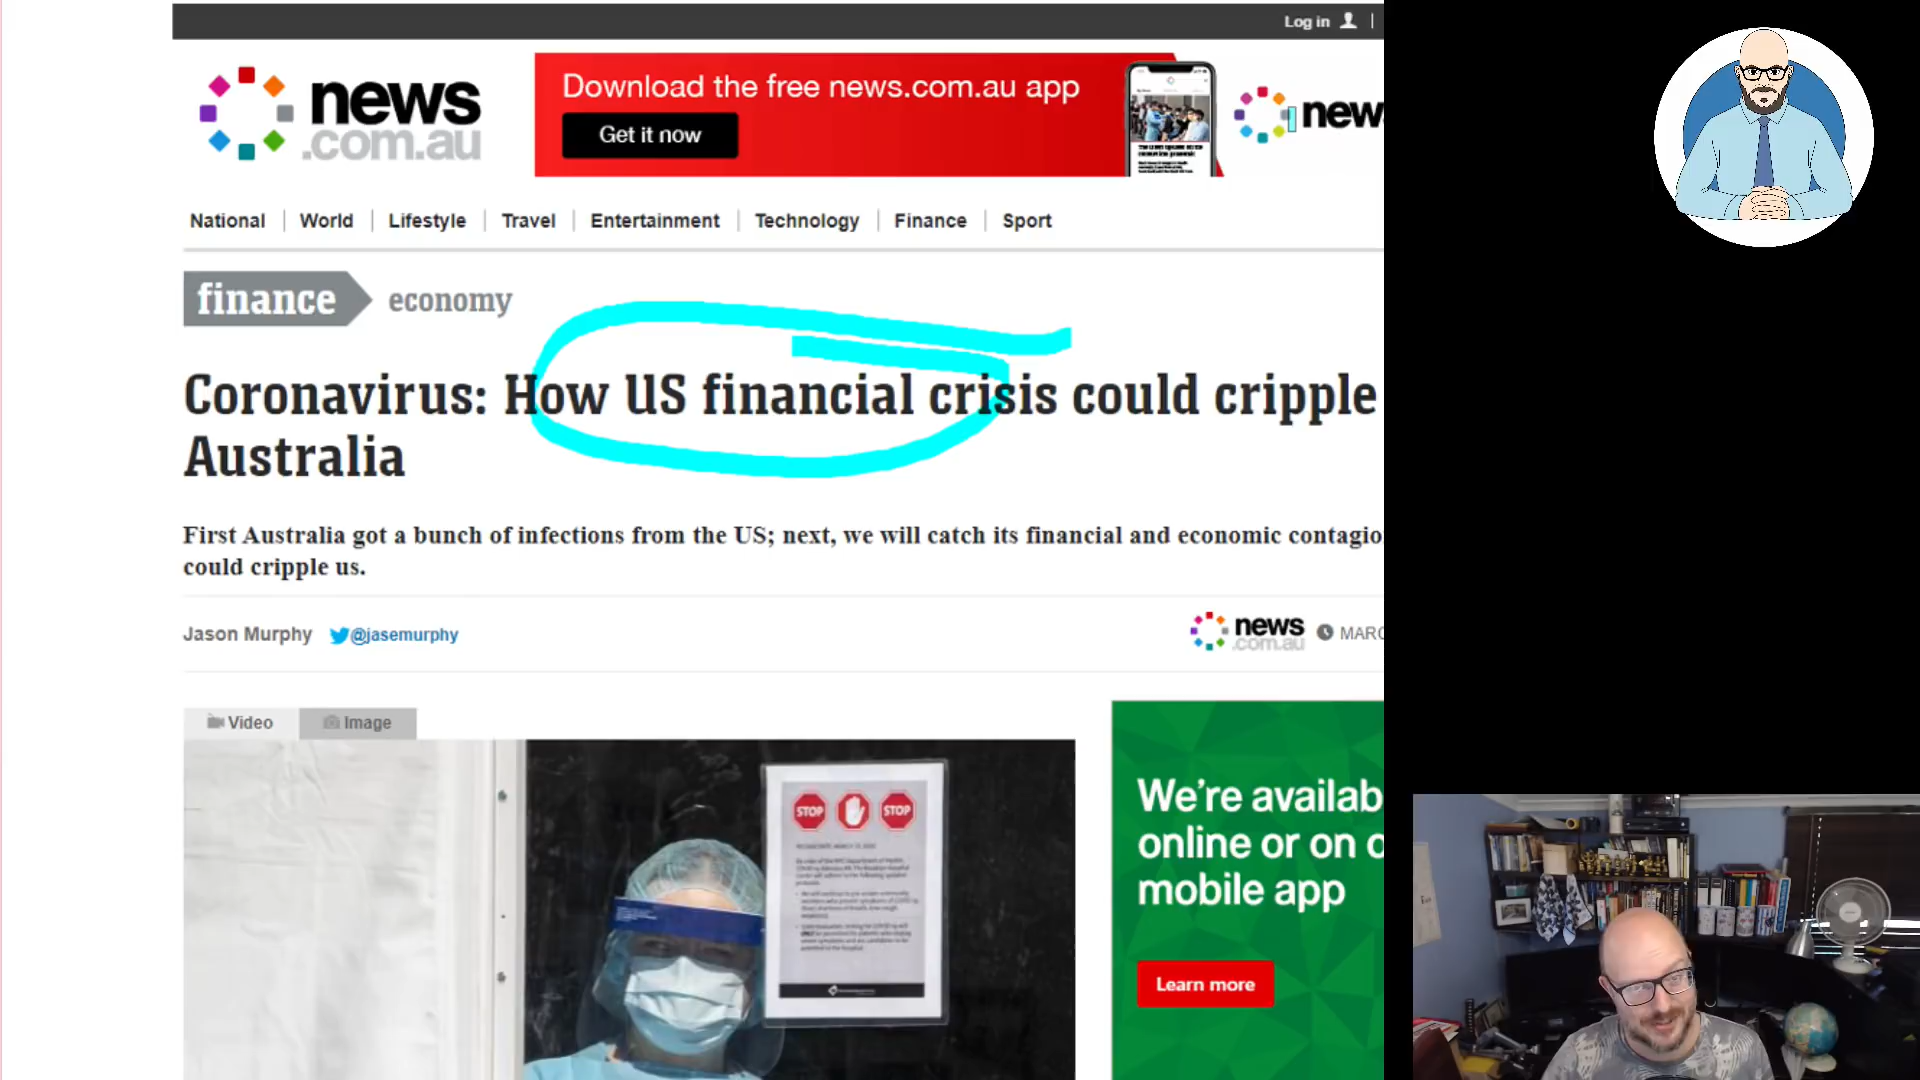 Log in
news
.com.au
Download the free news.com.au app
Get it now
new
National
World
Lifestyle
Travel
Entertainment
Technology
Finance
Sport
finance
economy
Coronavirus: How US financial crisis could cripple
Australia
First Australia got a bunch of infections from the US; next, we will catch its financial and economic contagio
could cripple us.
Jason Murphy
@jasemurphy
news
.com.au
MARC
Video
Image
STOP
STOP
We're availab
online or on
mobile app
Learn more